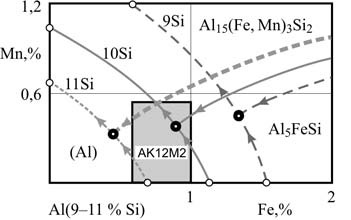 1,2
9Si
Al15(Fe, Mn)3Si2
Mn,%
10Si
11Si
0,6
(Al)
AK12M2
Al5FeSi
Al(9–11 % Si)
1
Fe,%
2